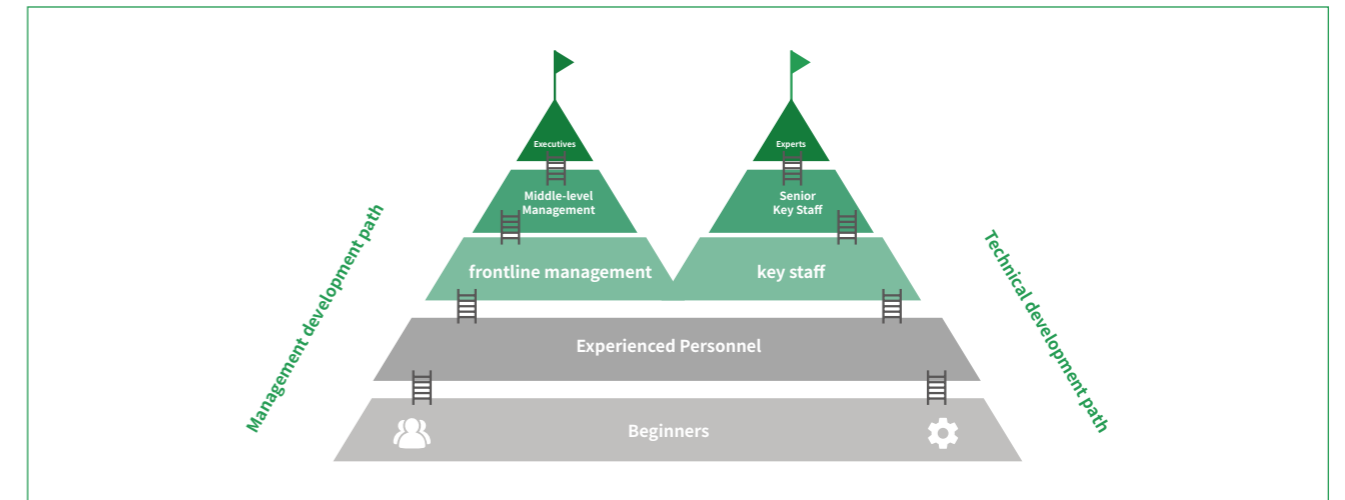 Executives
Experts
Middle-level
Management
Senior
Key Staff
frontline management
key staff
Experienced Personnel
Beginners
Management development path
Technical development path